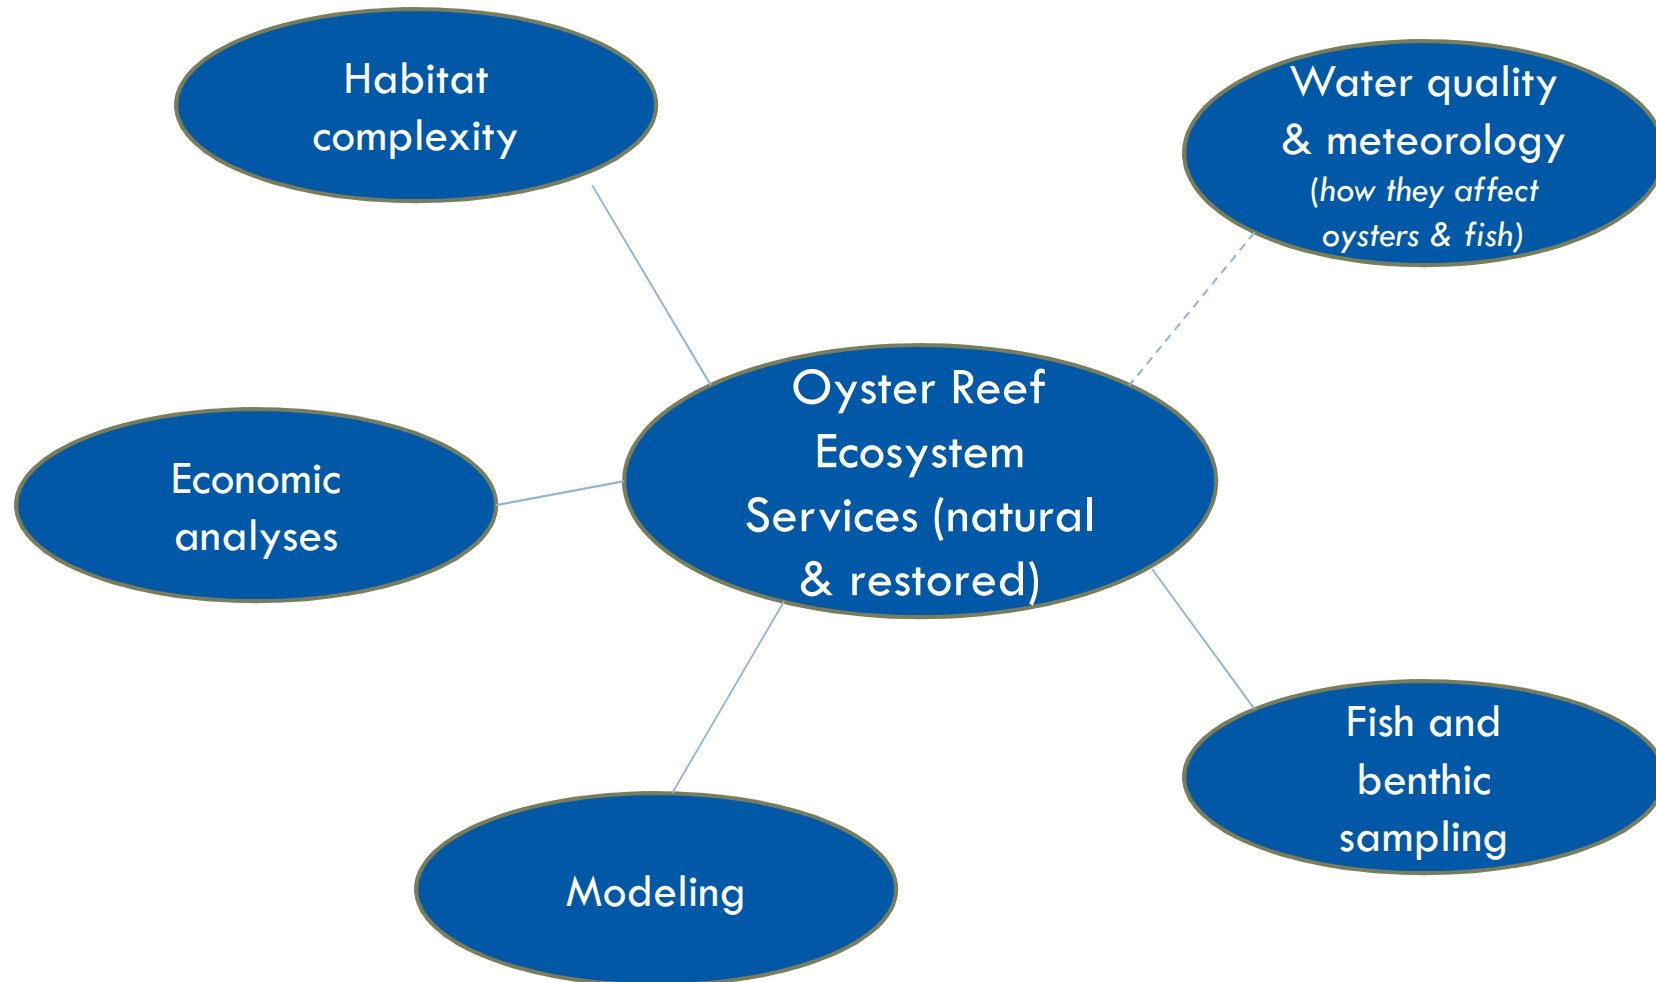 Habitat
complexity
Water quality
& meteorology
(how they affect
oysters & fish)
Oyster Reef
Ecosystem
Services (natural
& restored)
Economic
analyses
Fish and
benthic
sampling
Modeling